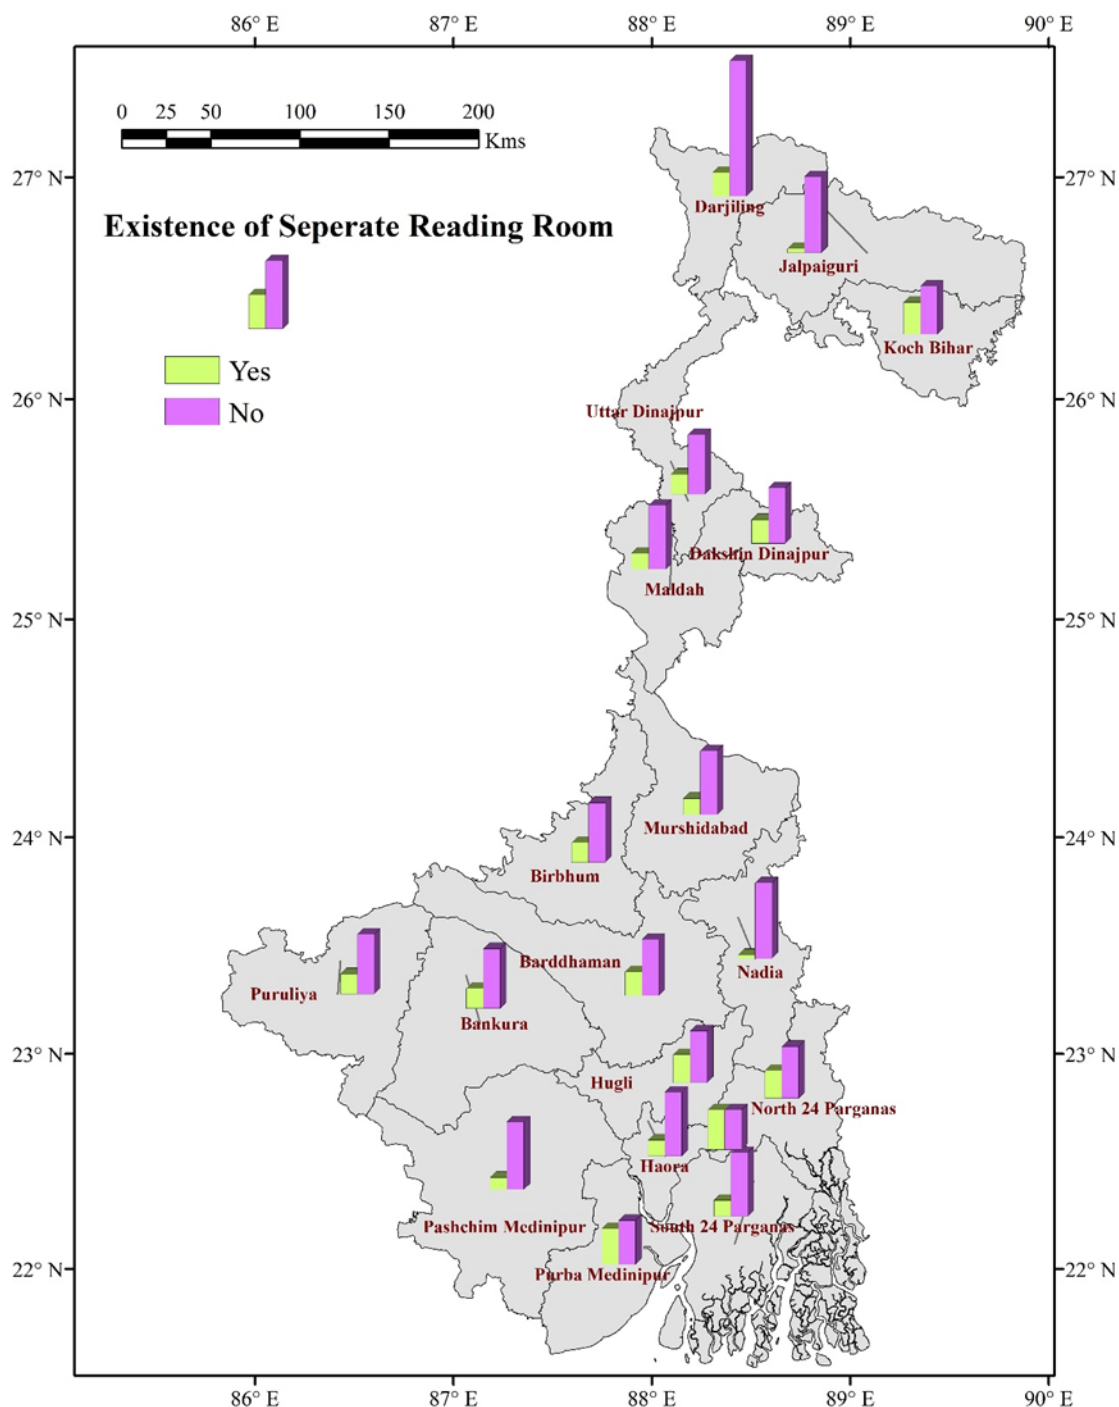 86° E 87° E 88° E 89° E 90° E
0 25 50 100 150 200
Kms
27° N 27° N
Existence of Seperate Reading Room
Yes
No
Darjiling
Jalpaiguri
Koch Bihar
26° N 26° N
Uttar Dinajpur
Dakshin Dinajpur
Maldah
25° N 25° N
Murshidabad
24° N 24° N
Birbhum
Barddhaman
Nadia
Puruliya
Bankura
23° N 23° N
Hugli
North 24 Parganas
Haora
Pashchim Medinipur
South 24 Parganas
Purba Medinipur
22° N 22° N
86° E 87° E 88° E 89° E 90° E